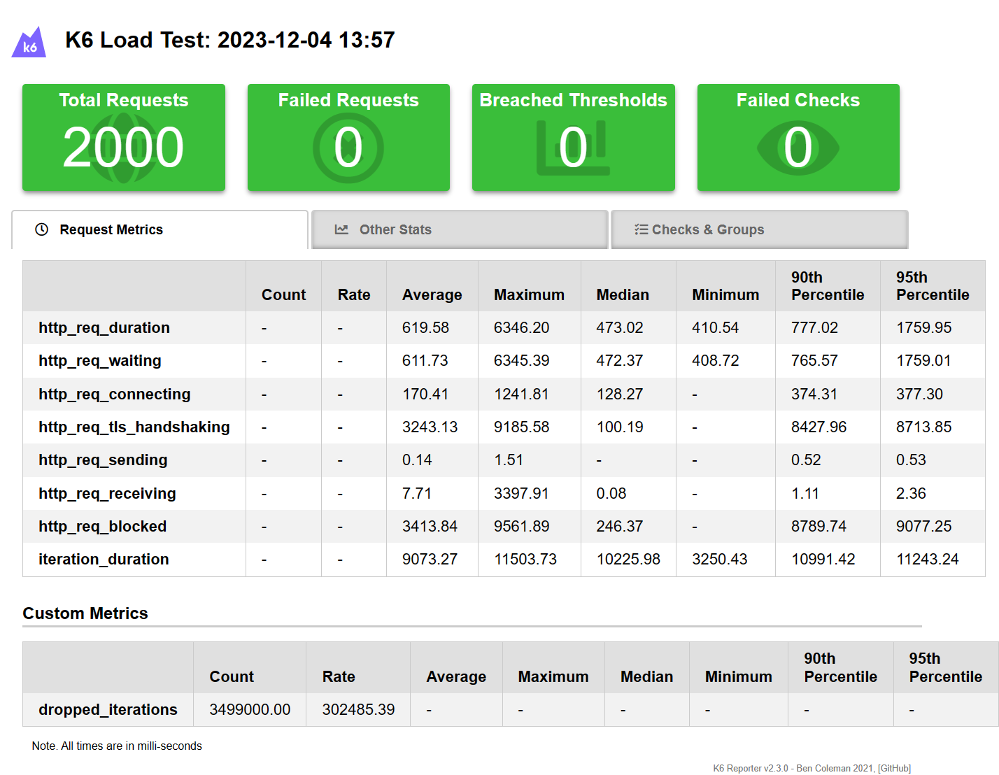 k6 K6 Load Test: 2023-12-04 13:57
Total Requests Failed Requests Breached Thresholds Failed Checks
2000 0 0 0
Request Metrics Other Stats Checks & Groups
Count Rate Average Maximum Median Minimum 90th Percentile 95th Percentile
http_req_duration - - 619.58 6346.20 473.02 410.54 777.02 1759.95
http_req_waiting - - 611.73 6345.39 472.37 408.72 765.57 1759.01
http_req_connecting - - 170.41 1241.81 128.27 - 374.31 377.30
http_req_tls_handshaking - - 3243.13 9185.58 100.19 - 8427.96 8713.85
http_req_sending - - 0.14 1.51 - - 0.52 0.53
http_req_receiving - - 7.71 3397.91 0.08 - 1.11 2.36
http_req_blocked - - 3413.84 9561.89 246.37 - 8789.74 9077.25
iteration_duration - - 9073.27 11503.73 10225.98 3250.43 10991.42 11243.24
Custom Metrics
Count Rate Average Maximum Median Minimum 90th Percentile 95th Percentile
dropped_iterations 3499000.00 302485.39 - - - - - -
Note. All times are in milli-seconds
K6 Reporter v2.3.0 - Ben Coleman 2021, [GitHub]